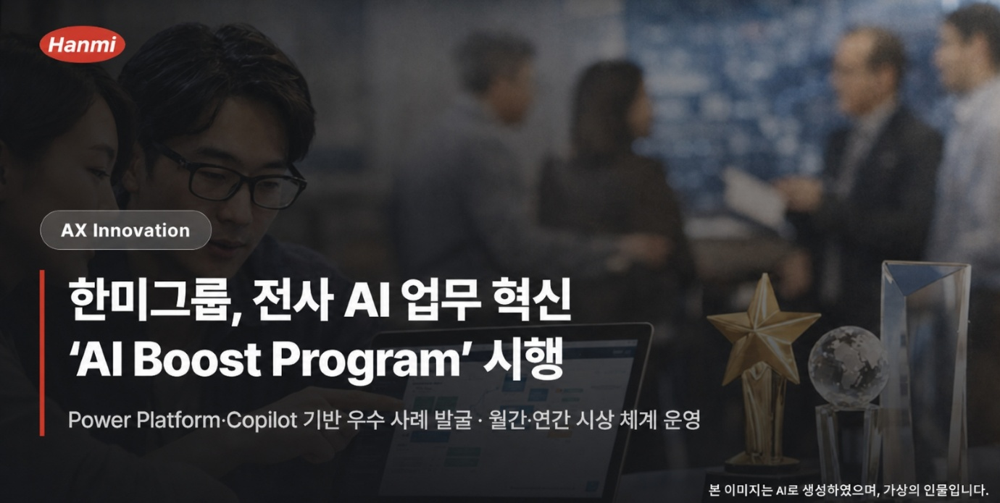 Hanmi
AX Innovation
한미그룹, 전사 AI 업무 혁신
‘AI Boost Program’ 시행
Power Platform·Copilot 기반 우수 사례 발굴 · 월간·연간 시상 체계 운영
본 이미지는 AI로 생성하였으며, 가상의 인물입니다.